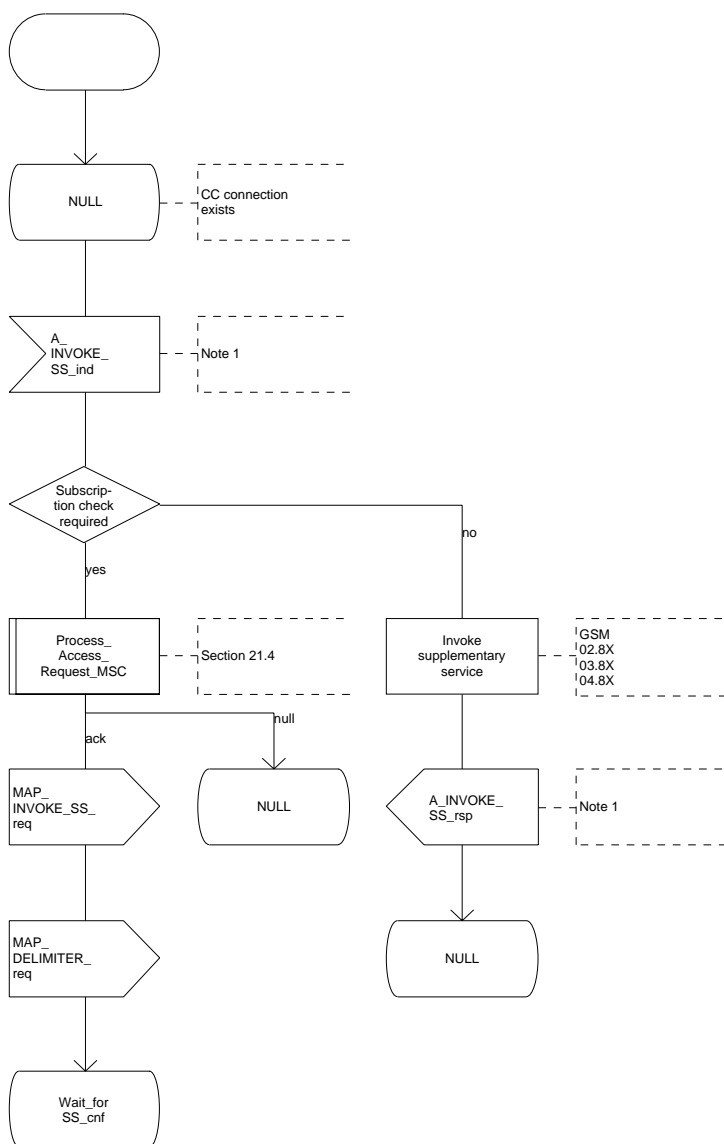 NULL
CC connection
exists
A_
INVOKE_
SS_ind
Note 1
Subscrip-
tion check
required
no
yes
Process_
Access_
Request_MSC
Section 21.4
Invoke
supplementary
service
GSM
02.8X
03.8X
04.8X
null
ack
MAP_
INVOKE_SS_
req
NULL
A_INVOKE_
SS_rsp
Note 1
MAP_
DELIMITER_
req
NULL
Wait_for
SS_cnf